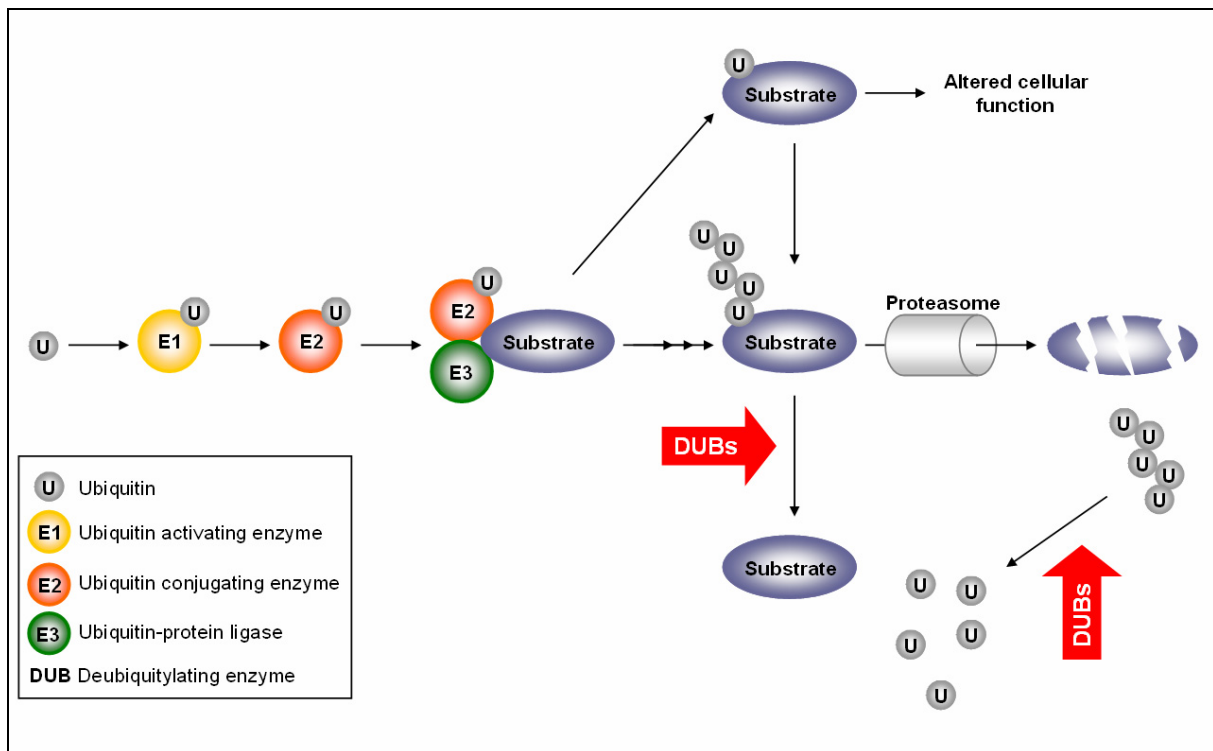 U
Substrate
Altered cellular
function
U
U
U
U
U
Proteasome
U
E1
U
E2
U
E2
U
E3
Substrate
Substrate
DUBs
U
U
U
U
U
Substrate
U
U
U
U
U
DUBs
U Ubiquitin
E1 Ubiquitin activating enzyme
E2 Ubiquitin conjugating enzyme
E3 Ubiquitin-protein ligase
DUB Deubiquitylating enzyme